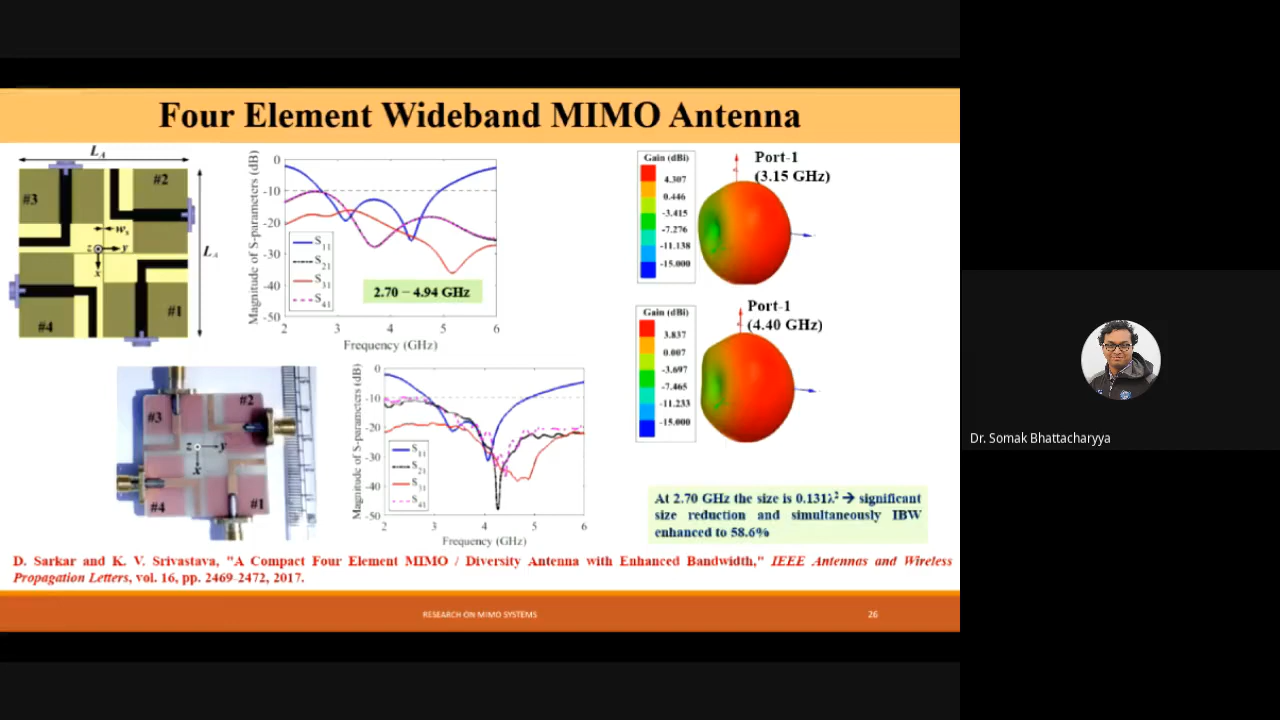 Four Element Wideband MIMO Antenna
L_A
#3
#2
w_s
z
y
x
L_A
#4
#1
Magnitude of S-parameters (dB)
0
-10
-20
-30
-40
-50
S11
S21
S31
S41
2.70 – 4.94 GHz
2 3 4 5 6
Frequency (GHz)
Gain (dBi)
4.307
0.446
-3.415
-7.276
-11.138
-15.000
Port-1
(3.15 GHz)
Gain (dBi)
3.837
0.007
-3.697
-7.465
-11.233
-15.000
Port-1
(4.40 GHz)
#3
#2
z
y
x
#4
#1
Magnitude of S-parameters (dB)
0
-10
-20
-30
-40
-50
S11
S21
S31
S41
2 3 4 5 6
Frequency (GHz)
At 2.70 GHz the size is 0.131λ² → significant
size reduction and simultaneously IBW
enhanced to 58.6%
D. Sarkar and K. V. Srivastava, "A Compact Four Element MIMO / Diversity Antenna with Enhanced Bandwidth," IEEE Antennas and Wireless
Propagation Letters, vol. 16, pp. 2469-2472, 2017.
RESEARCH ON MIMO SYSTEMS
26
Dr. Somak Bhattacharyya